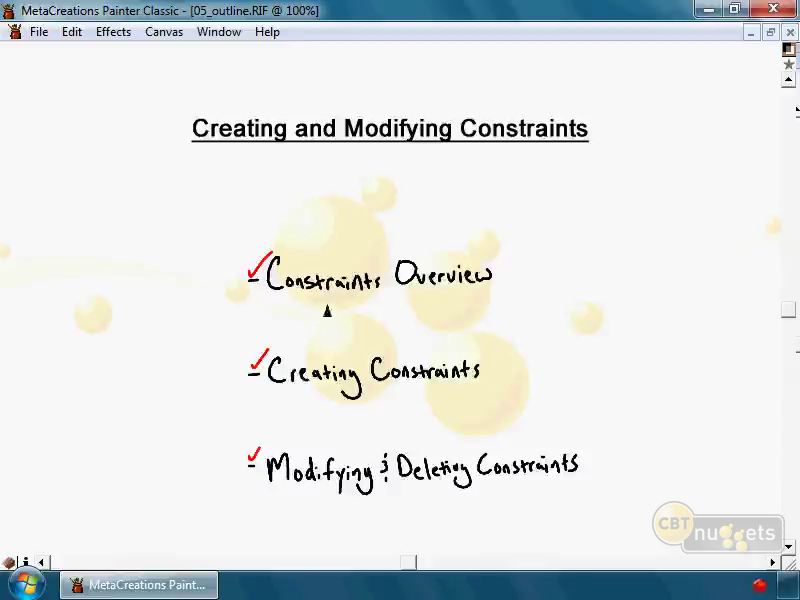 MetaCreations Painter Classic - [05_outline.RIF @ 100%]
File Edit Effects Canvas Window Help
Creating and Modifying Constraints
- Constraints Overview
- Creating Constraints
- Modifying & Deleting Constraints
CBT nuggets
MetaCreations Paint...